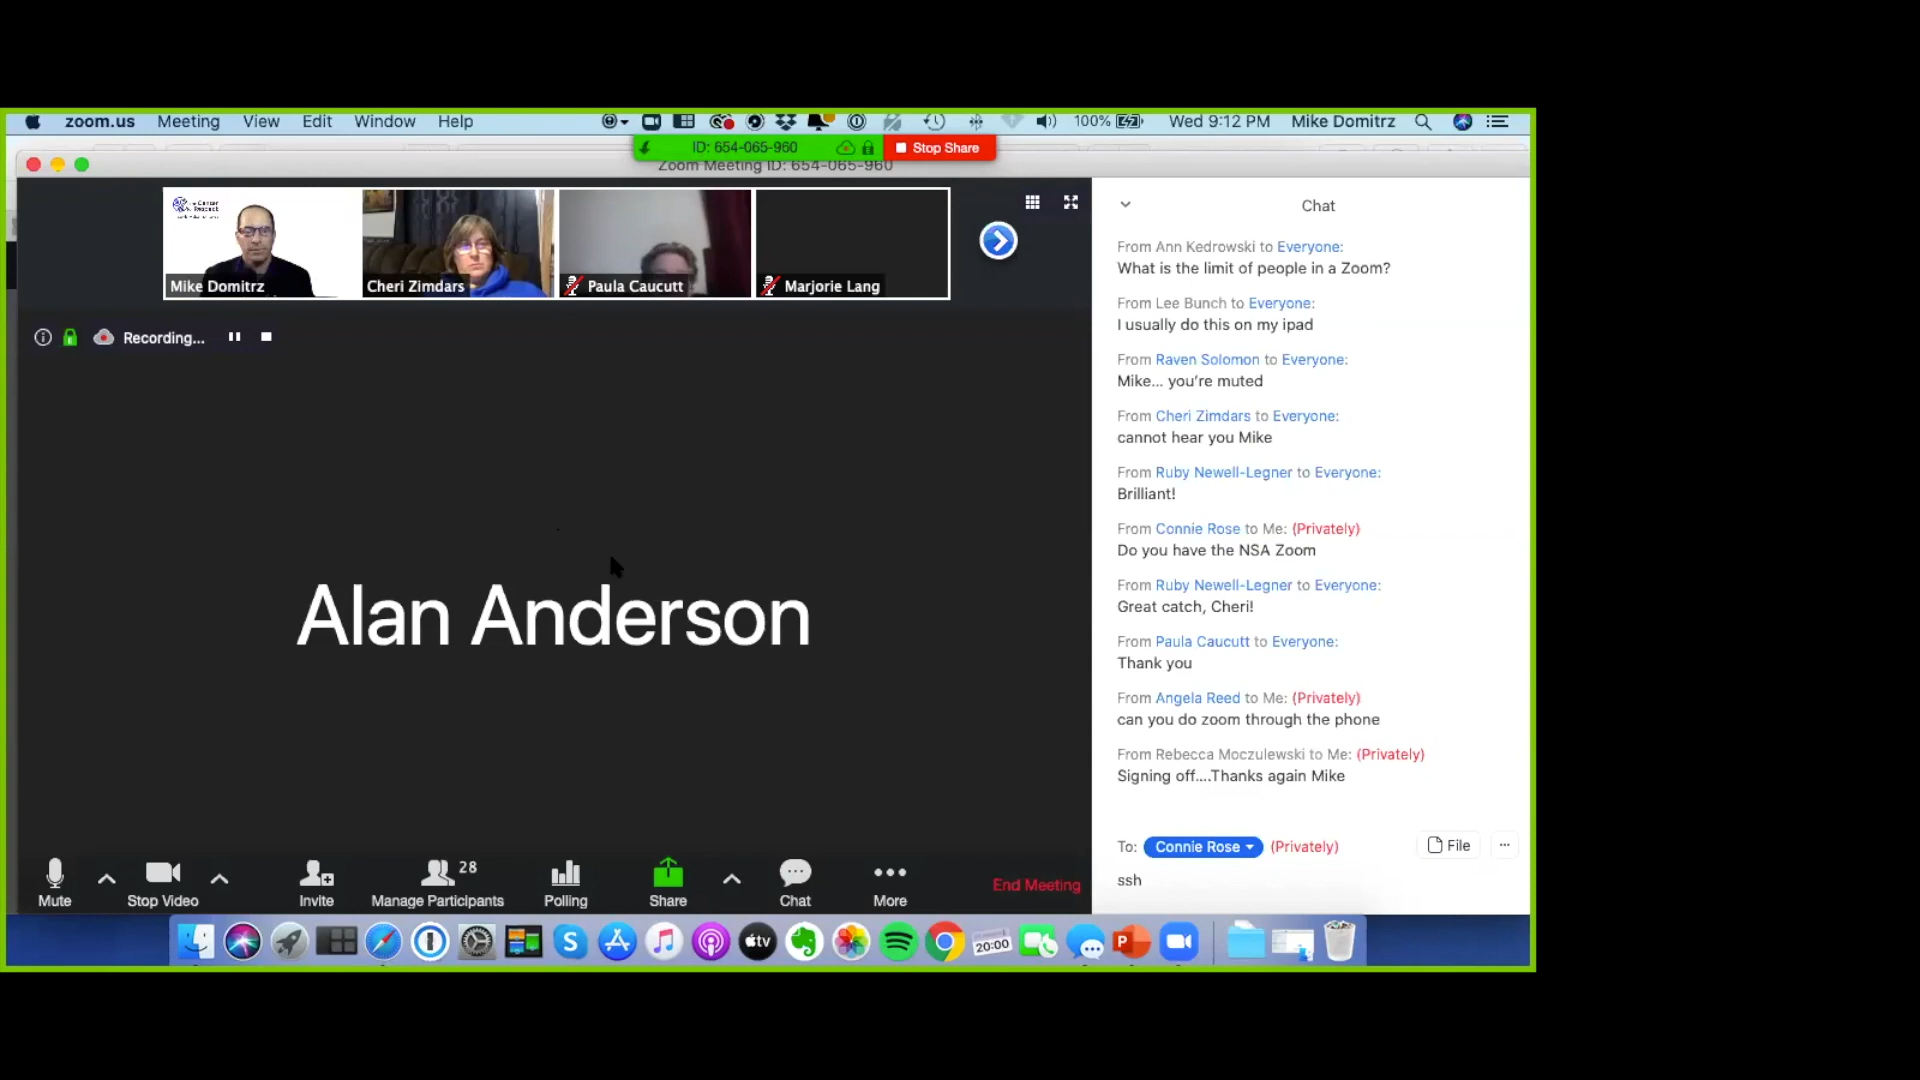 zoom.us Meeting View Edit Window Help 100% Wed 9:12 PM Mike Domitrz
ID: 654-065-960 Stop Share
Zoom Meeting ID: 654-065-960
Mike Domitrz
Cheri Zimdars
Paula Caucutt
Marjorie Lang
Recording...
Alan Anderson
Chat
From Ann Kedrowski to Everyone:
What is the limit of people in a Zoom?
From Lee Bunch to Everyone:
I usually do this on my ipad
From Raven Solomon to Everyone:
Mike... you're muted
From Cheri Zimdars to Everyone:
cannot hear you Mike
From Ruby Newell-Legner to Everyone:
Brilliant!
From Connie Rose to Me: (Privately)
Do you have the NSA Zoom
From Ruby Newell-Legner to Everyone:
Great catch, Cheri!
From Paula Caucutt to Everyone:
Thank you
From Angela Reed to Me: (Privately)
can you do zoom through the phone
From Rebecca Moczulewski to Me: (Privately)
Signing off....Thanks again Mike
To: Connie Rose (Privately) File ...
ssh
28
Mute Stop Video Invite Manage Participants Polling Share Chat More End Meeting
S tv 20:00 P